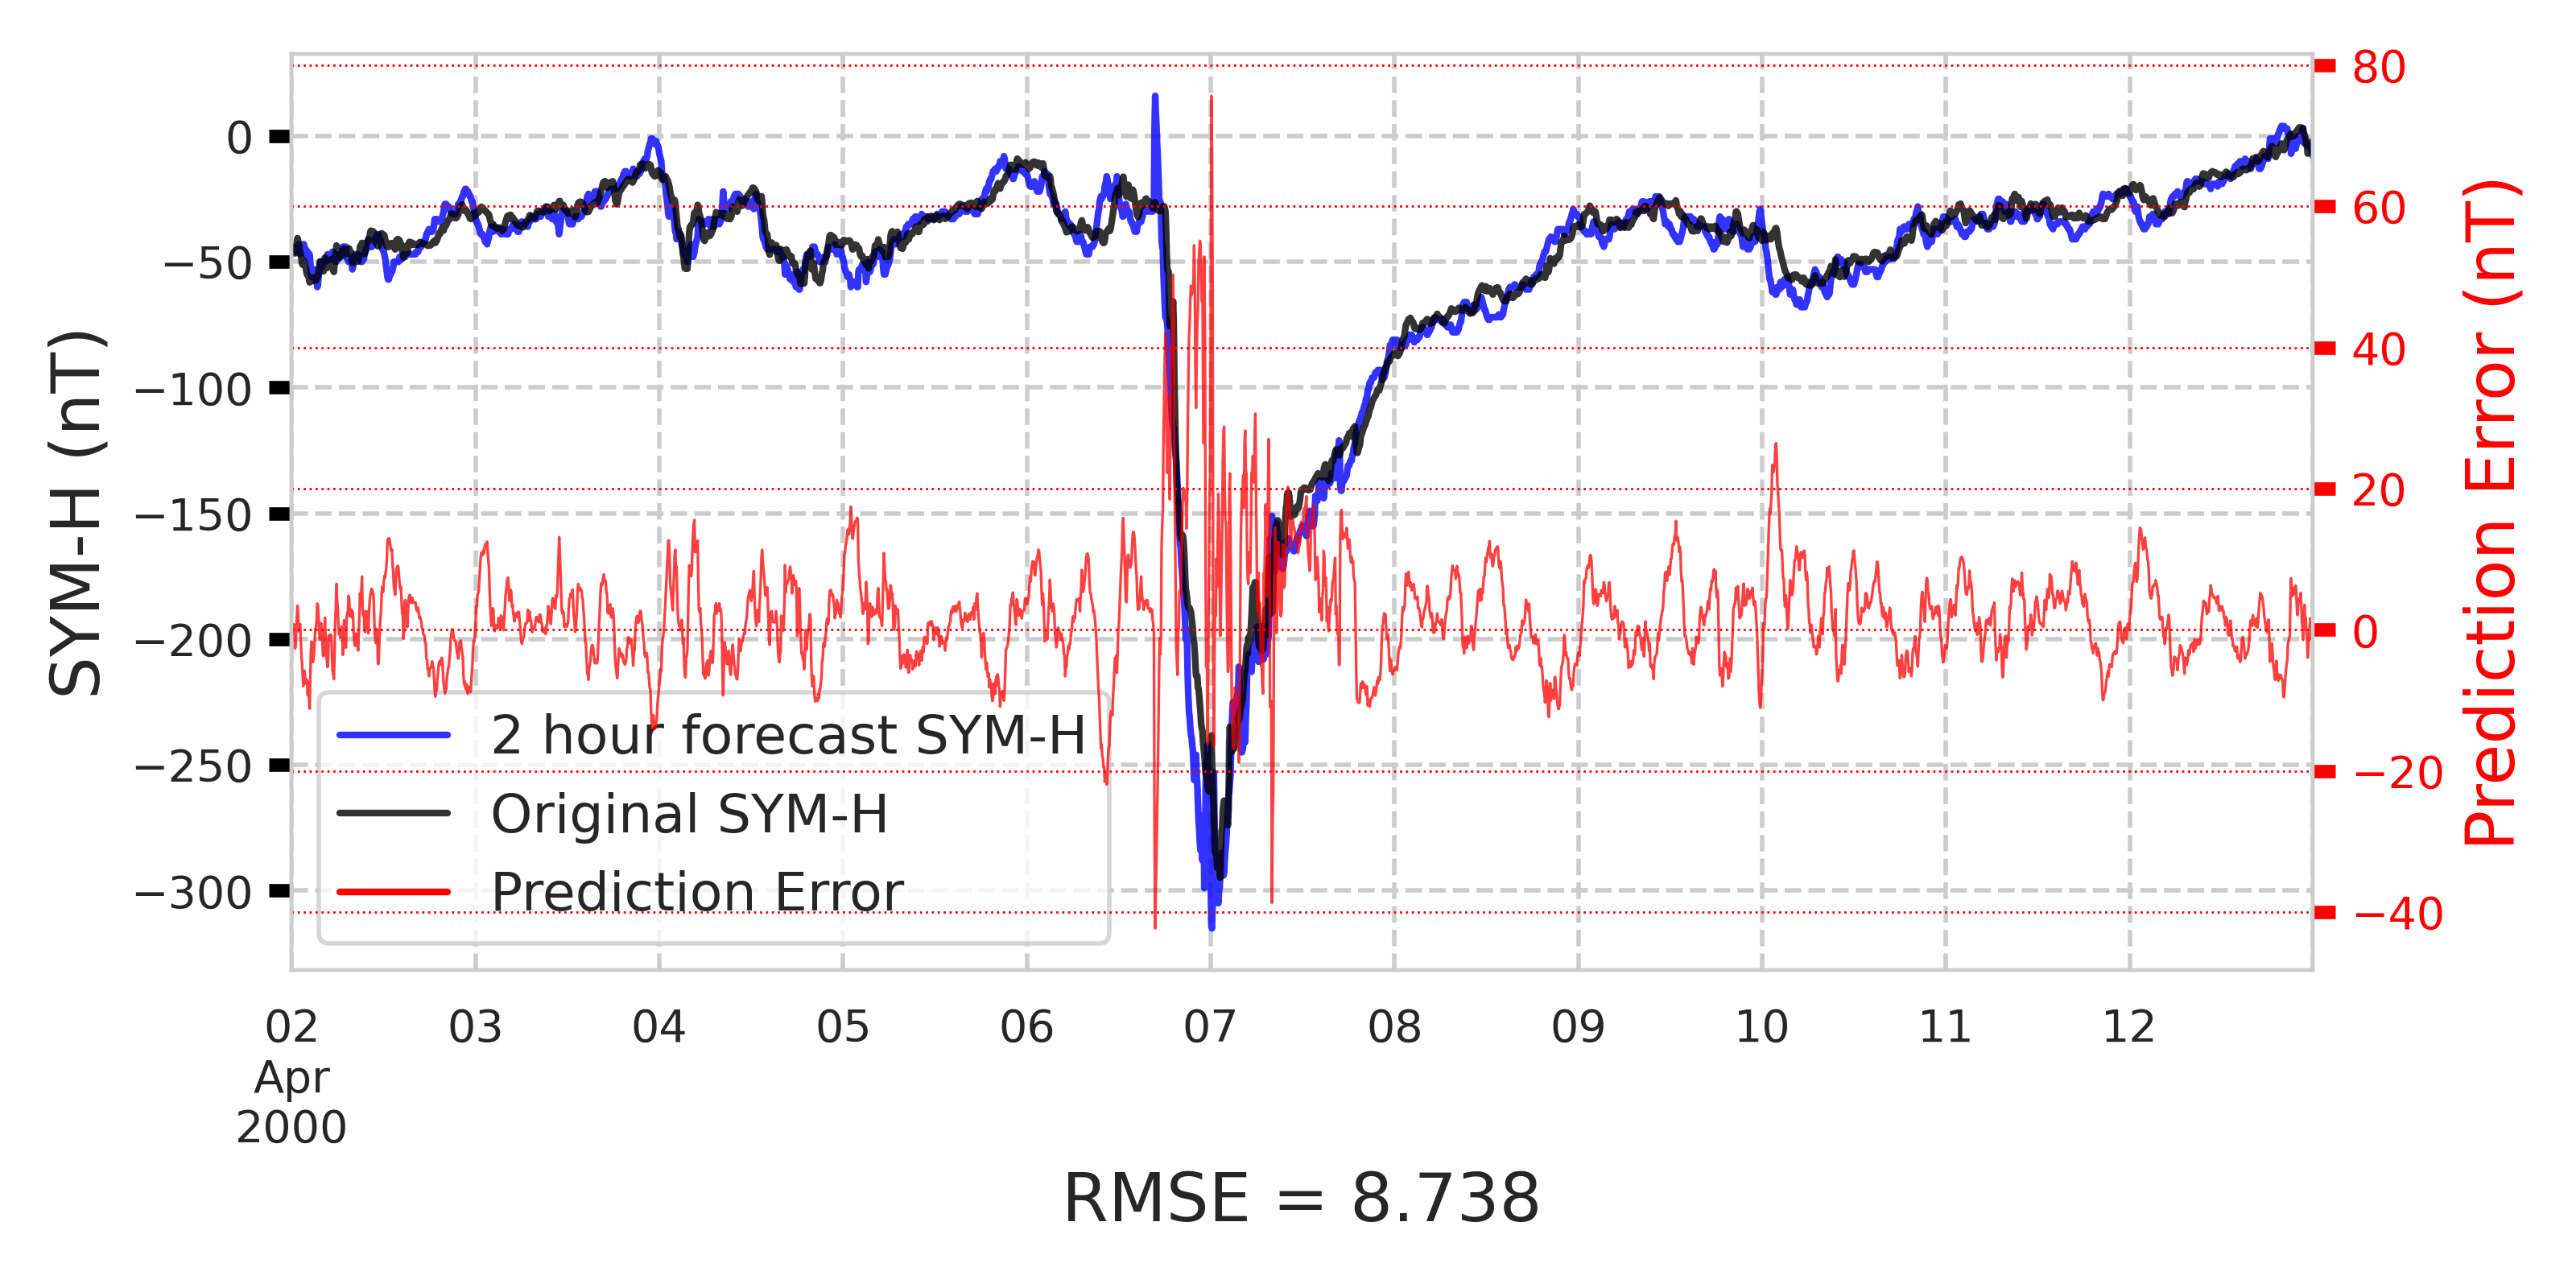 SYM-H (nT)
0
−50
−100
−150
−200
−250
−300
80
60
40
20
0
−20
−40
Prediction Error (nT)
2 hour forecast SYM-H
Original SYM-H
Prediction Error
02 03 04 05 06 07 08 09 10 11 12
Apr
2000
RMSE = 8.738